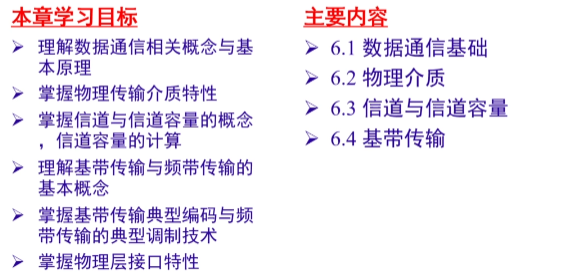 本章学习目标
➢ 理解数据通信相关概念与基
本原理
➢ 掌握物理传输介质特性
➢ 掌握信道与信道容量的概念
，信道容量的计算
➢ 理解基带传输与频带传输的
基本概念
➢ 掌握基带传输典型编码与频
带传输的典型调制技术
➢ 掌握物理层接口特性
主要内容
➢ 6.1 数据通信基础
➢ 6.2 物理介质
➢ 6.3 信道与信道容量
➢ 6.4 基带传输